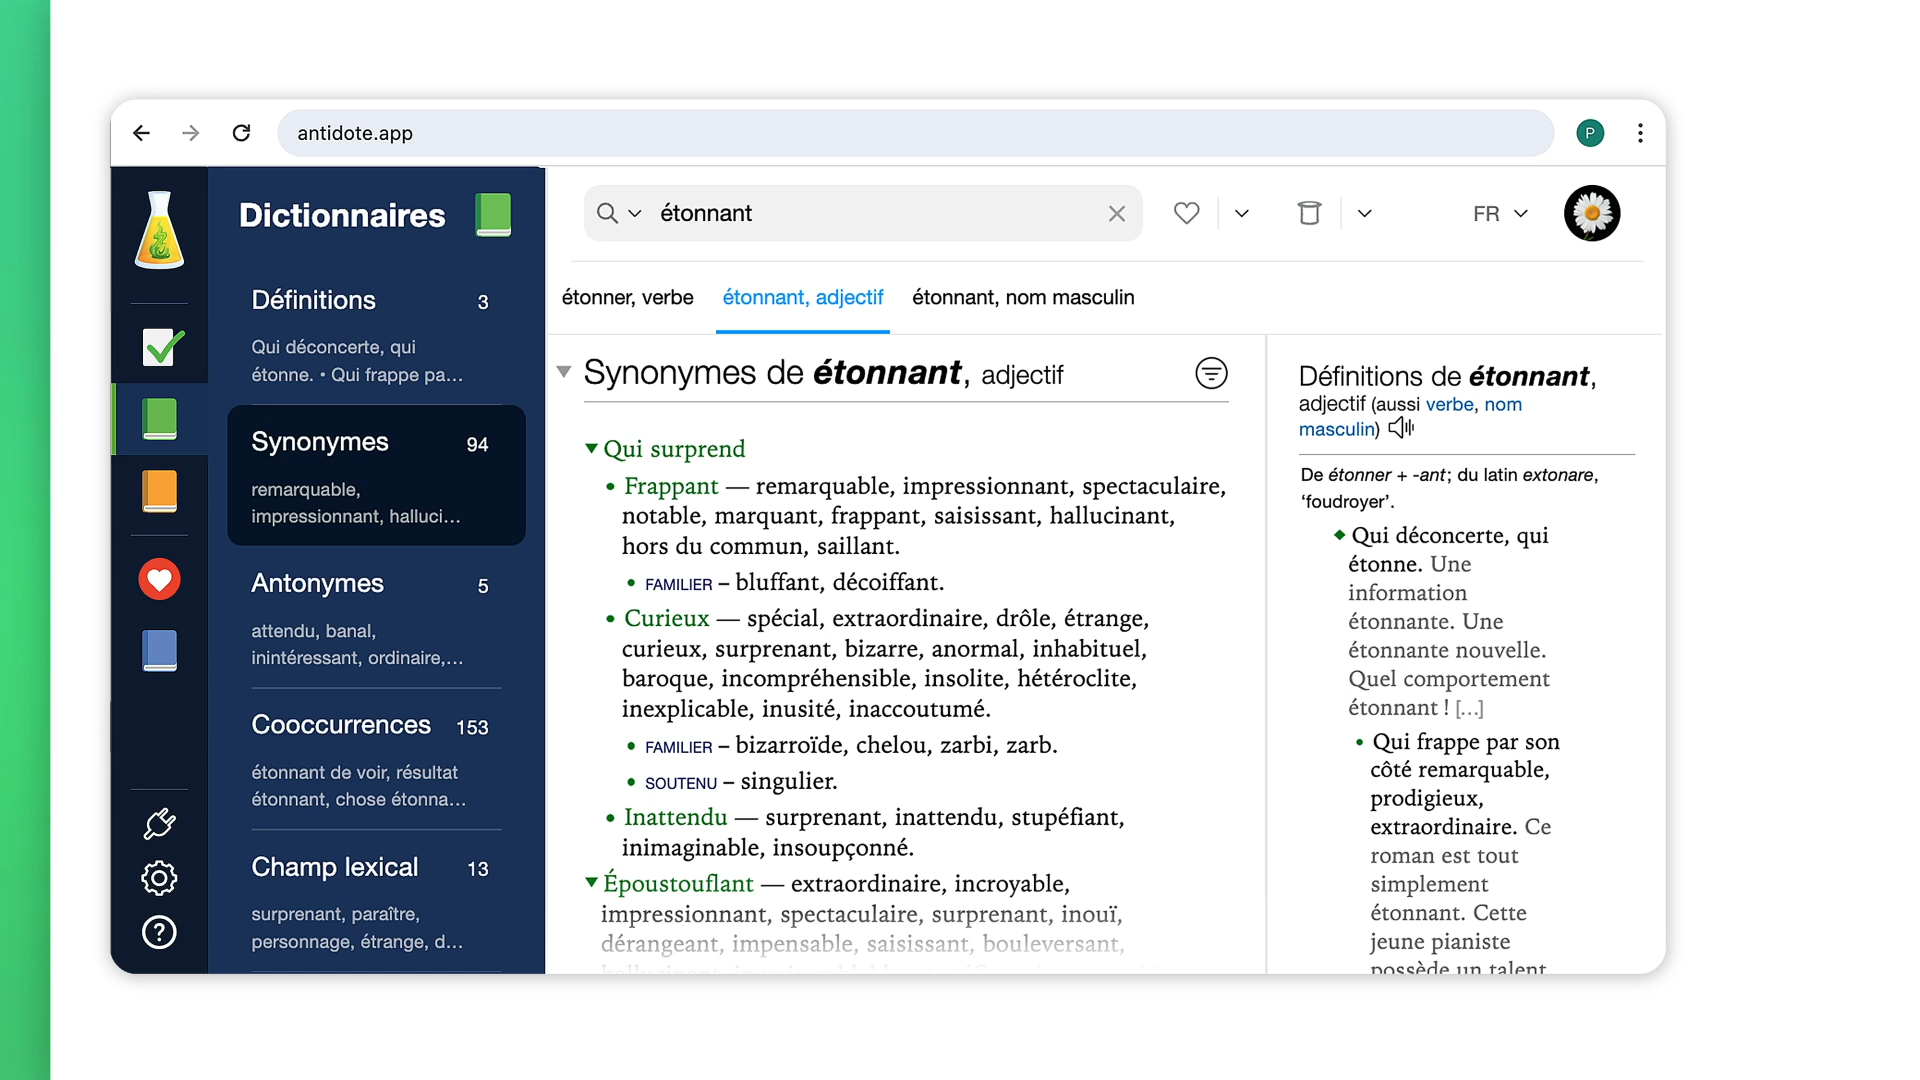 antidote.app
P
Dictionnaires
étonnant
FR
Définitions 3
Qui déconcerte, qui
étonne. • Qui frappe pa…
Synonymes 94
remarquable,
impressionnant, halluci…
Antonymes 5
attendu, banal,
inintéressant, ordinaire,…
Cooccurrences 153
étonnant de voir, résultat
étonnant, chose étonna…
Champ lexical 13
surprenant, paraître,
personnage, étrange, d…
étonner, verbe
étonnant, adjectif
étonnant, nom masculin
Synonymes de étonnant, adjectif
Qui surprend
• Frappant — remarquable, impressionnant, spectaculaire,
notable, marquant, frappant, saisissant, hallucinant,
hors du commun, saillant.
• FAMILIER – bluffant, décoiffant.
• Curieux — spécial, extraordinaire, drôle, étrange,
curieux, surprenant, bizarre, anormal, inhabituel,
baroque, incompréhensible, insolite, hétéroclite,
inexplicable, inusité, inaccoutumé.
• FAMILIER – bizarroïde, chelou, zarbi, zarb.
• SOUTENU – singulier.
• Inattendu — surprenant, inattendu, stupéfiant,
inimaginable, insoupçonné.
Époustouflant — extraordinaire, incroyable,
impressionnant, spectaculaire, surprenant, inouï,
dérangeant, impensable, saisissant, bouleversant,
Définitions de étonnant,
adjectif (aussi verbe, nom
masculin)
De étonner + -ant; du latin extonare,
‘foudroyer’.
Qui déconcerte, qui
étonne. Une
information
étonnante. Une
étonnante nouvelle.
Quel comportement
étonnant ! […]
• Qui frappe par son
côté remarquable,
prodigieux,
extraordinaire. Ce
roman est tout
simplement
étonnant. Cette
jeune pianiste
possède un talent